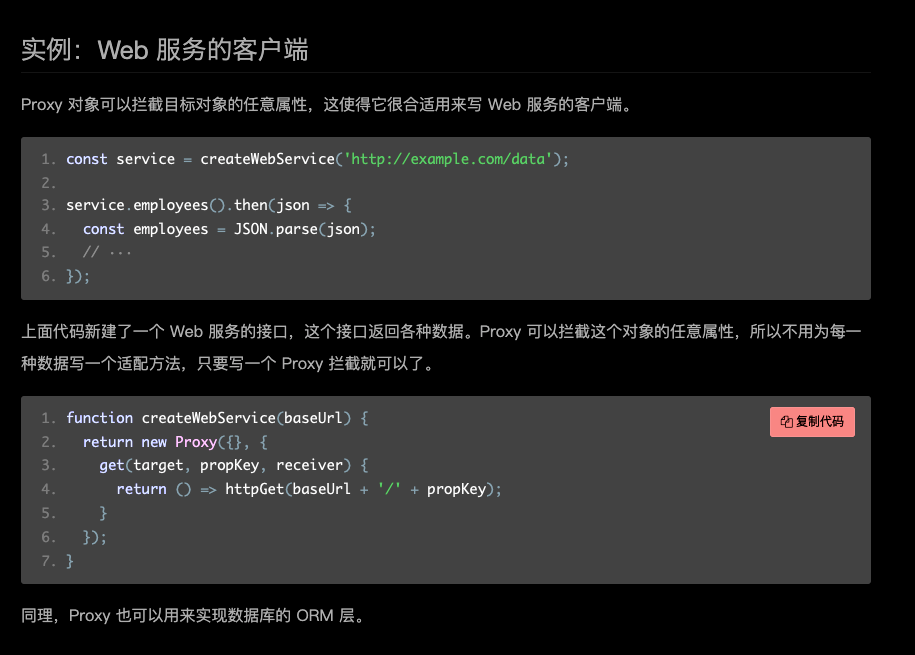 实例：Web 服务的客户端
Proxy 对象可以拦截目标对象的任意属性，这使得它很合适用来写 Web 服务的客户端。
1. const service = createWebService('http://example.com/data');
2.
3. service.employees().then(json => {
4.   const employees = JSON.parse(json);
5.   // ···
6. });
上面代码新建了一个 Web 服务的接口，这个接口返回各种数据。Proxy 可以拦截这个对象的任意属性，所以不用为每一
种数据写一个适配方法，只要写一个 Proxy 拦截就可以了。
复制代码
1. function createWebService(baseUrl) {
2.   return new Proxy({}, {
3.     get(target, propKey, receiver) {
4.       return () => httpGet(baseUrl + '/' + propKey);
5.     }
6.   });
7. }
同理，Proxy 也可以用来实现数据库的 ORM 层。